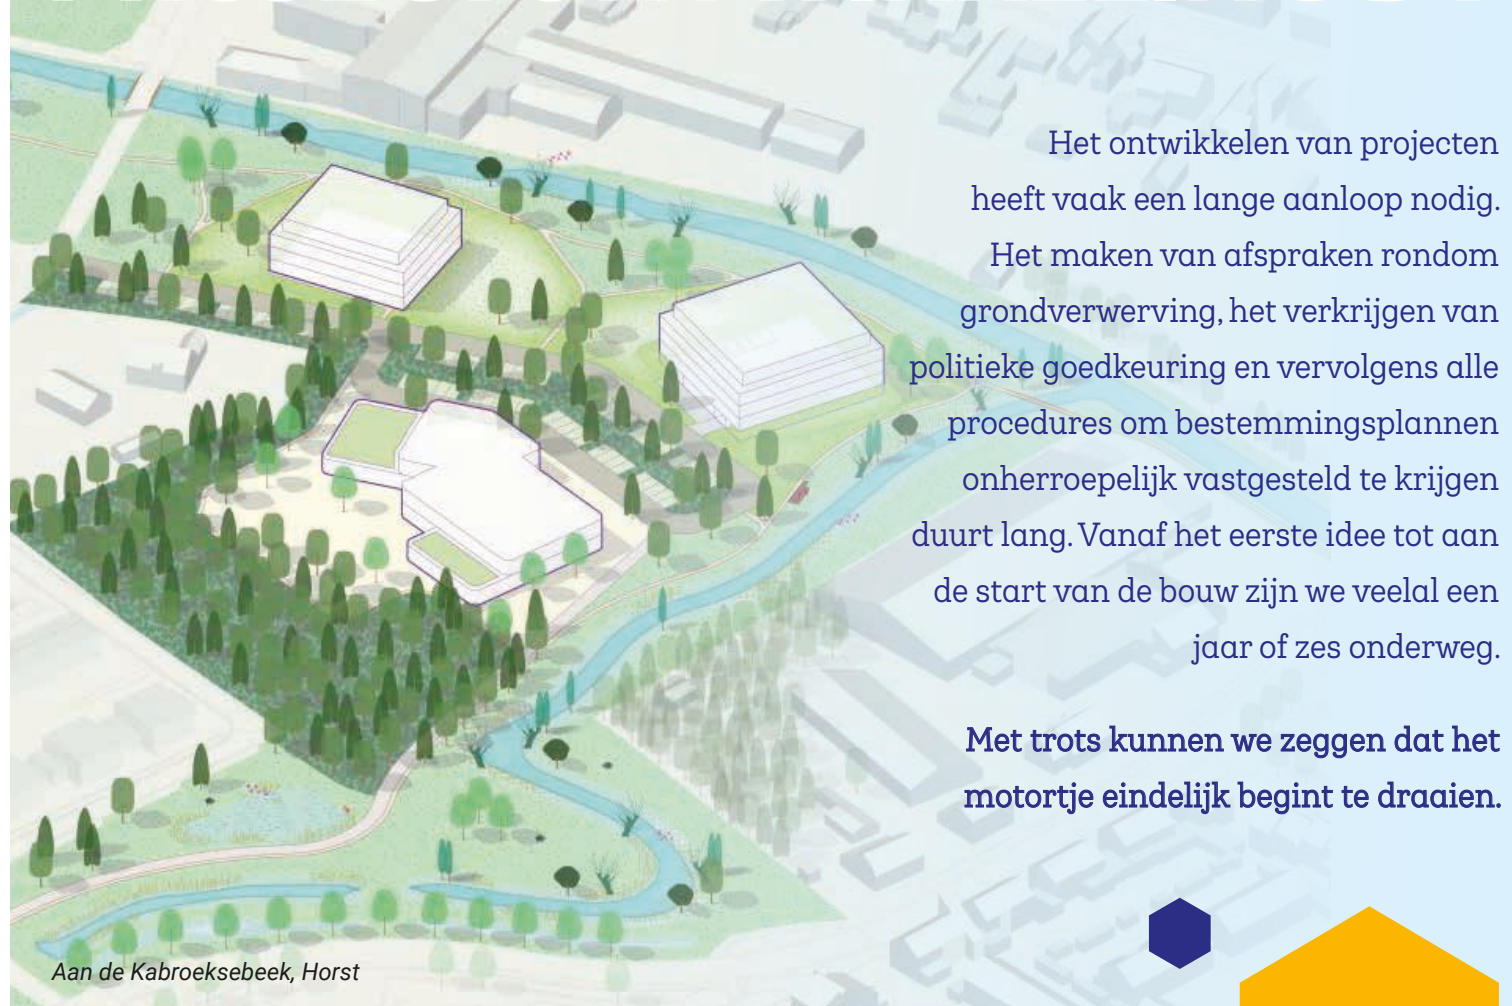 Het ontwikkelen van projecten
heeft vaak een lange aanloop nodig.
Het maken van afspraken rondom
grondverwerving, het verkrijgen van
politieke goedkeuring en vervolgens alle
procedures om bestemmingsplannen
onherroepelijk vastgesteld te krijgen
duurt lang. Vanaf het eerste idee tot aan
de start van de bouw zijn we veelal een
jaar of zes onderweg.
Met trots kunnen we zeggen dat het
motortje eindelijk begint te draaien.
Aan de Kabroeksebeek, Horst